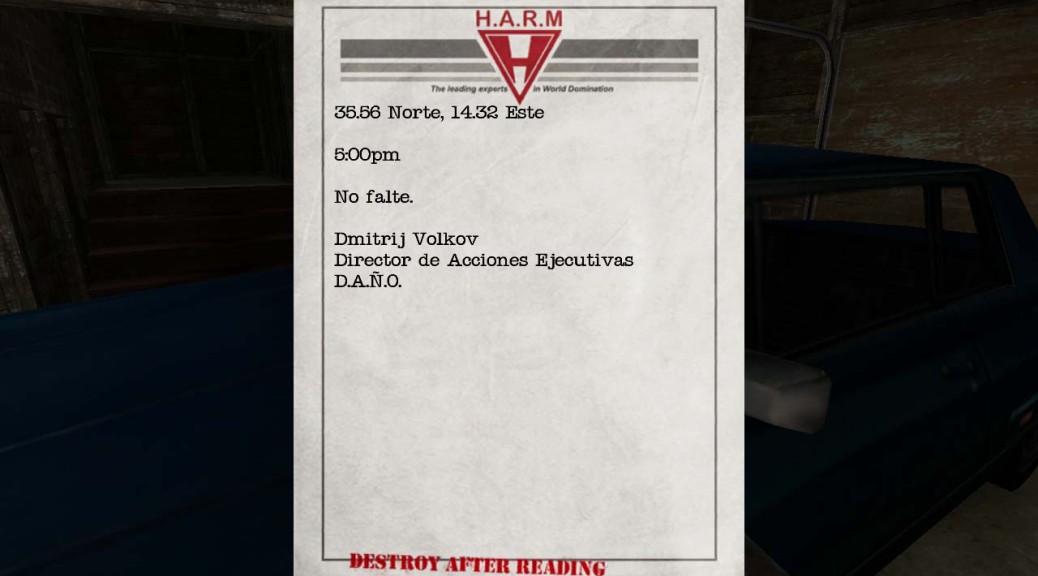 H.A.R.M
H
The leading experts in World Domination
35.56 Norte, 14.32 Este
5:00pm
No falte.
Dmitrij Volkov
Director de Acciones Ejecutivas
D.A.Ñ.O.
DESTROY AFTER READING